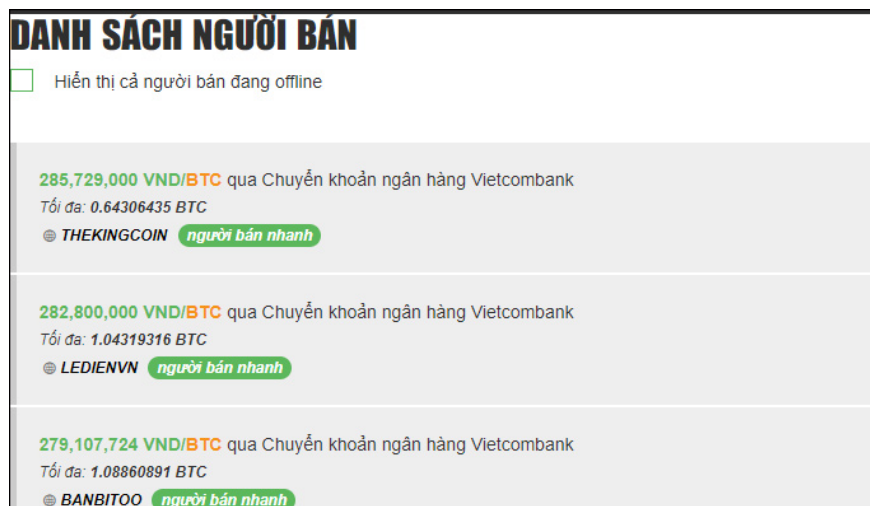 DANH SÁCH NGƯỜI BÁN
Hiển thị cả người bán đang offline
285,729,000 VND/BTC qua Chuyển khoản ngân hàng Vietcombank
Tối đa: 0.64306435 BTC
THEKINGCOIN người bán nhanh
282,800,000 VND/BTC qua Chuyển khoản ngân hàng Vietcombank
Tối đa: 1.04319316 BTC
LEDIENVN người bán nhanh
279,107,724 VND/BTC qua Chuyển khoản ngân hàng Vietcombank
Tối đa: 1.08860891 BTC
BANBITOO người bán nhanh